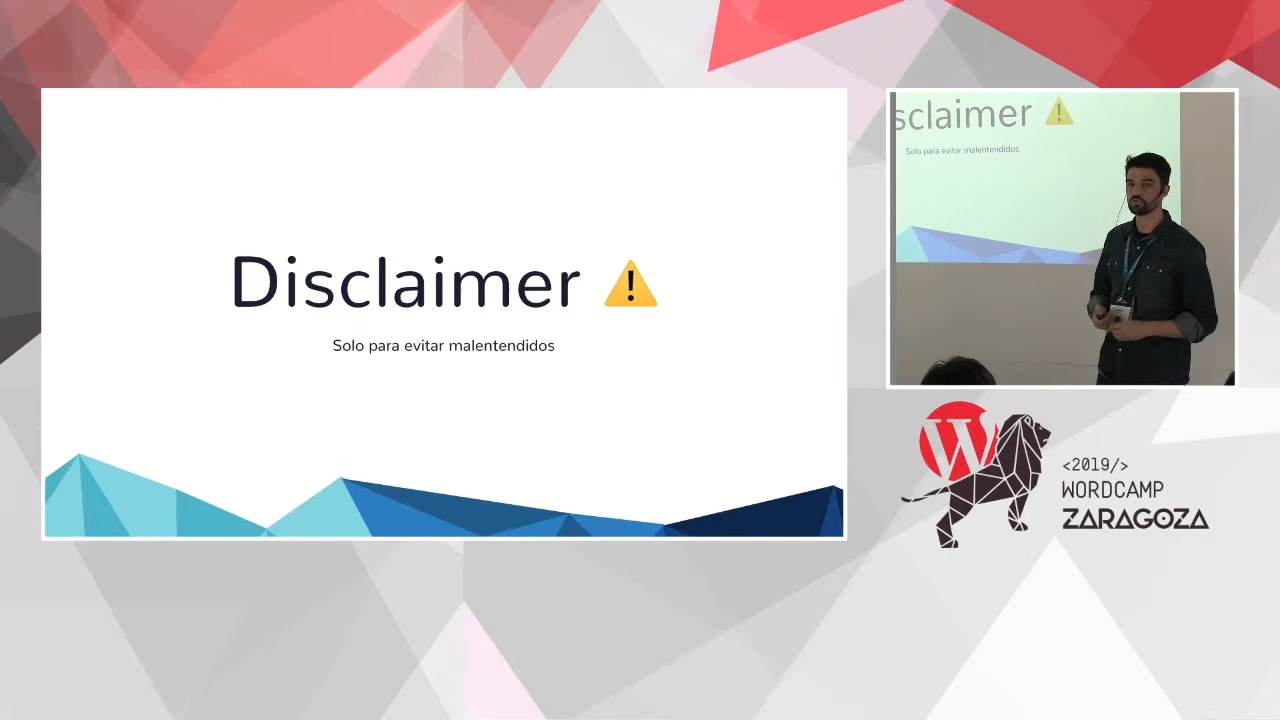 Disclaimer ⚠
Solo para evitar malentendidos
sclaimer ⚠
Solo para evitar malentendidos
W
<2019/>
WORDCAMP
ZARAGOZA